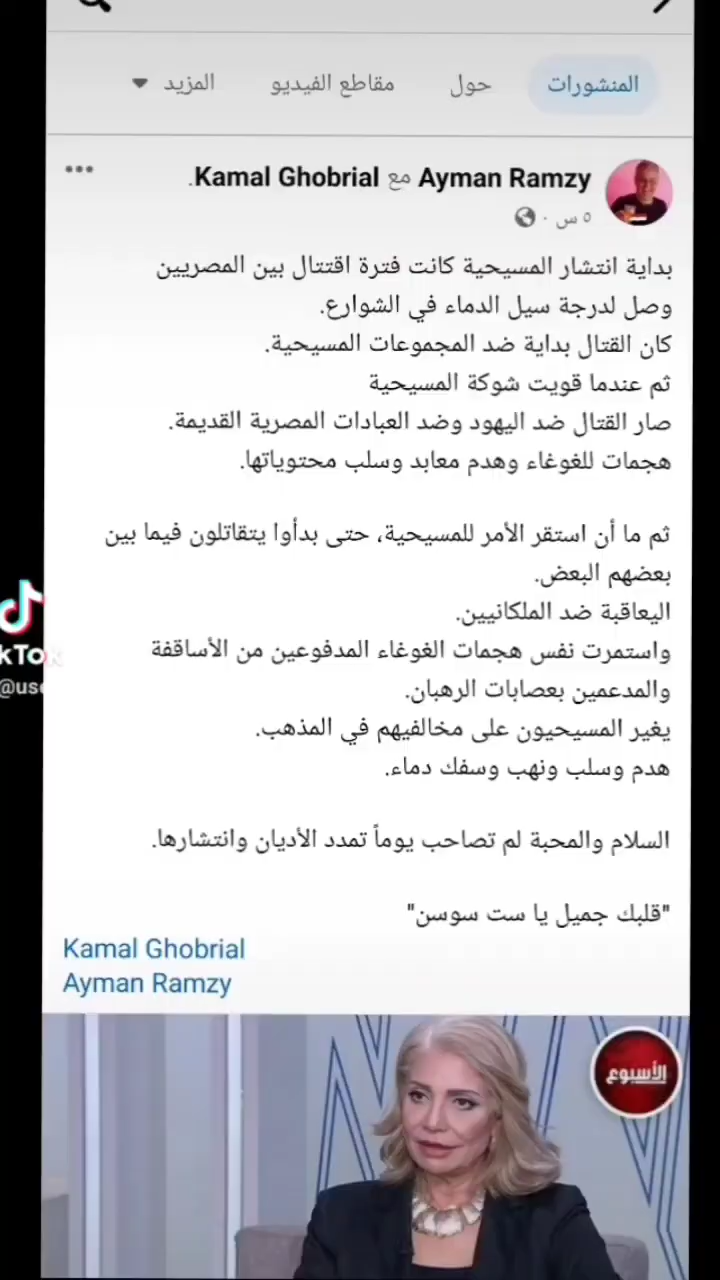 المنشورات
حول
مقاطع الفيديو
المزيد
Ayman Ramzy مع Kamal Ghobrial.
٥ س ·
بداية انتشار المسيحية كانت فترة اقتتال بين المصريين
وصل لدرجة سيل الدماء في الشوارع.
كان القتال بداية ضد المجموعات المسيحية.
ثم عندما قويت شوكة المسيحية
صار القتال ضد اليهود وضد العبادات المصرية القديمة.
هجمات للغوغاء وهدم معابد وسلب محتوياتها.
ثم ما أن استقر الأمر للمسيحية، حتى بدأوا يتقاتلون فيما بين
بعضهم البعض.
اليعاقبة ضد الملكانيين.
واستمرت نفس هجمات الغوغاء المدفوعين من الأساقفة
والمدعمين بعصابات الرهبان.
يغير المسيحيون على مخالفيهم في المذهب.
هدم وسلب ونهب وسفك دماء.
السلام والمحبة لم تصاحب يوماً تمدد الأديان وانتشارها.
"قلبك جميل يا ست سوسن"
Kamal Ghobrial
Ayman Ramzy
الأسبوع
kTok
@use